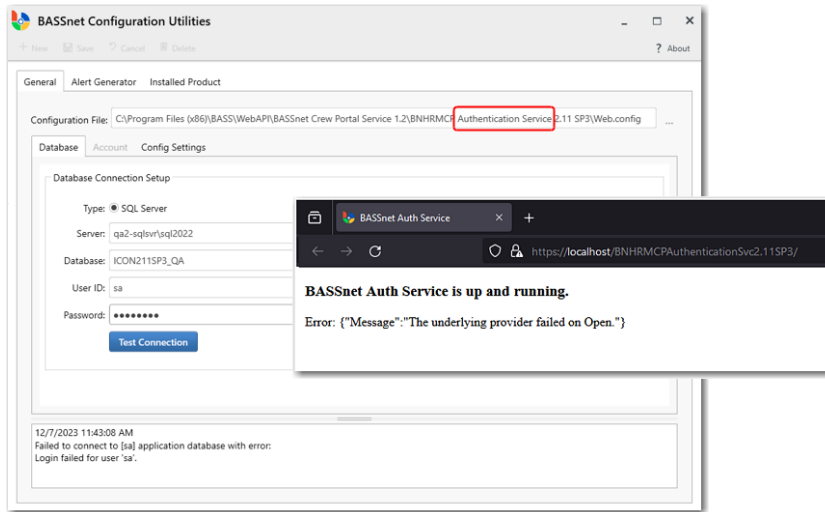 BASSnet Configuration Utilities
New Save Cancel Delete
? About
General Alert Generator Installed Product
Configuration File: C:\Program Files (x86)\BASS\WebAPI\BASSnet Crew Portal Service 1.2\BNHRMCP Authentication Service 2.11 SP3\Web.config ...
Database Account Config Settings
Database Connection Setup
Type: SQL Server
Server: qa2-sqlsvr\sql2022
Database: ICON211SP3_QA
User ID: sa
Password: ●●●●●●●●
Test Connection
12/7/2023 11:43:08 AM
Failed to connect to [sa] application database with error:
Login failed for user 'sa'.
BASSnet Auth Service
https://localhost/BNHRMCPAuthenticationSvc2.11SP3/
BASSnet Auth Service is up and running.
Error: {"Message":"The underlying provider failed on Open."}